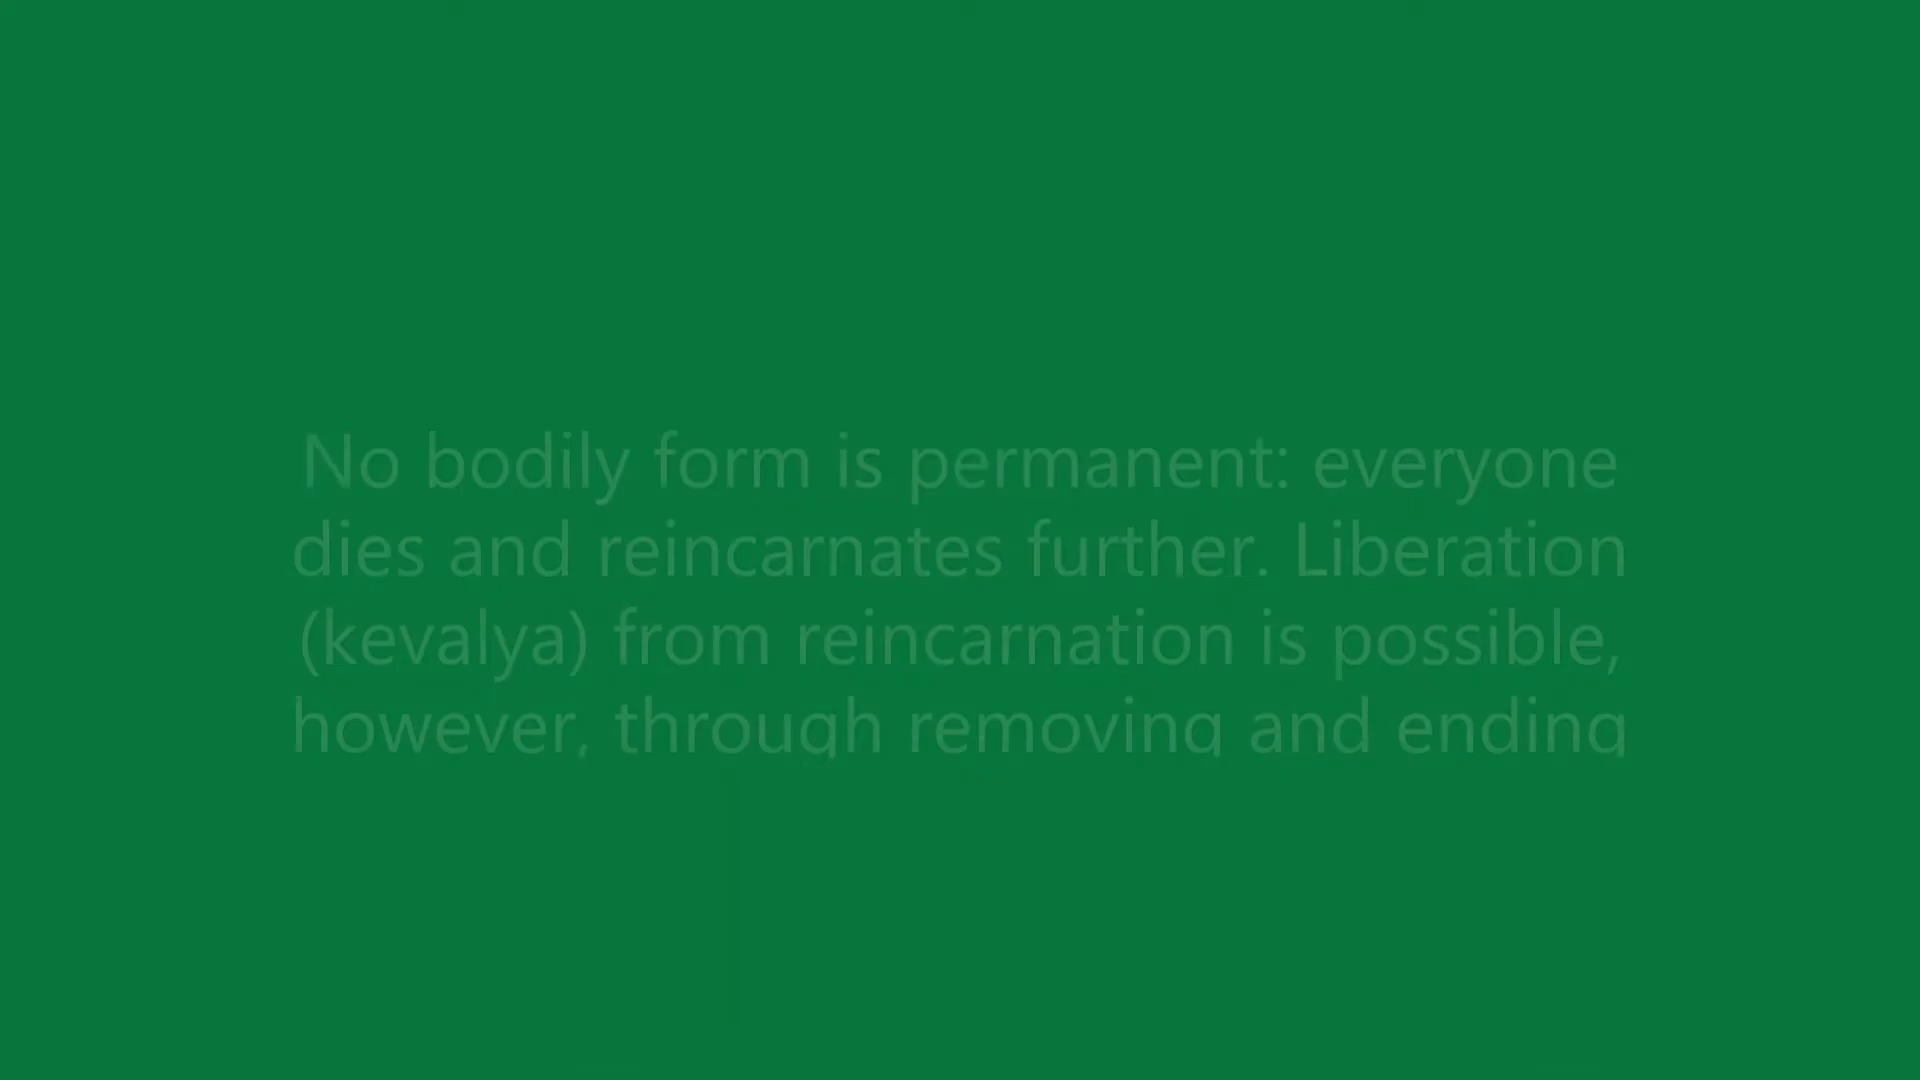 No bodily form is permanent: everyone
dies and reincarnates further. Liberation
(kevalya) from reincarnation is possible,
however, through removing and ending